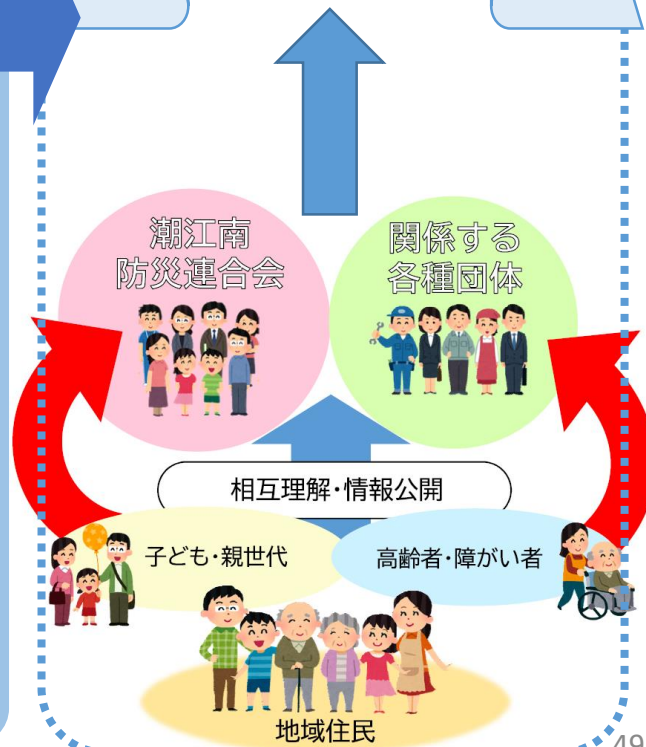 潮江南
防災連合会
関係する
各種団体
相互理解・情報公開
子ども・親世代
高齢者・障がい者
地域住民
49